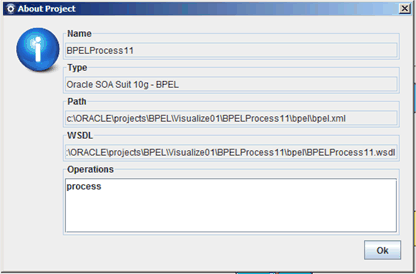 About Project
Name
BPELProcess11
Type
Oracle SOA Suit 10g - BPEL
Path
c:\ORACLE\projects\BPEL\Visualize01\BPELProcess11\bpel\bpel.xml
WSDL
:\ORACLE\projects\BPEL\Visualize01\BPELProcess11\bpel\BPELProcess11.wsdl
Operations
process
Ok